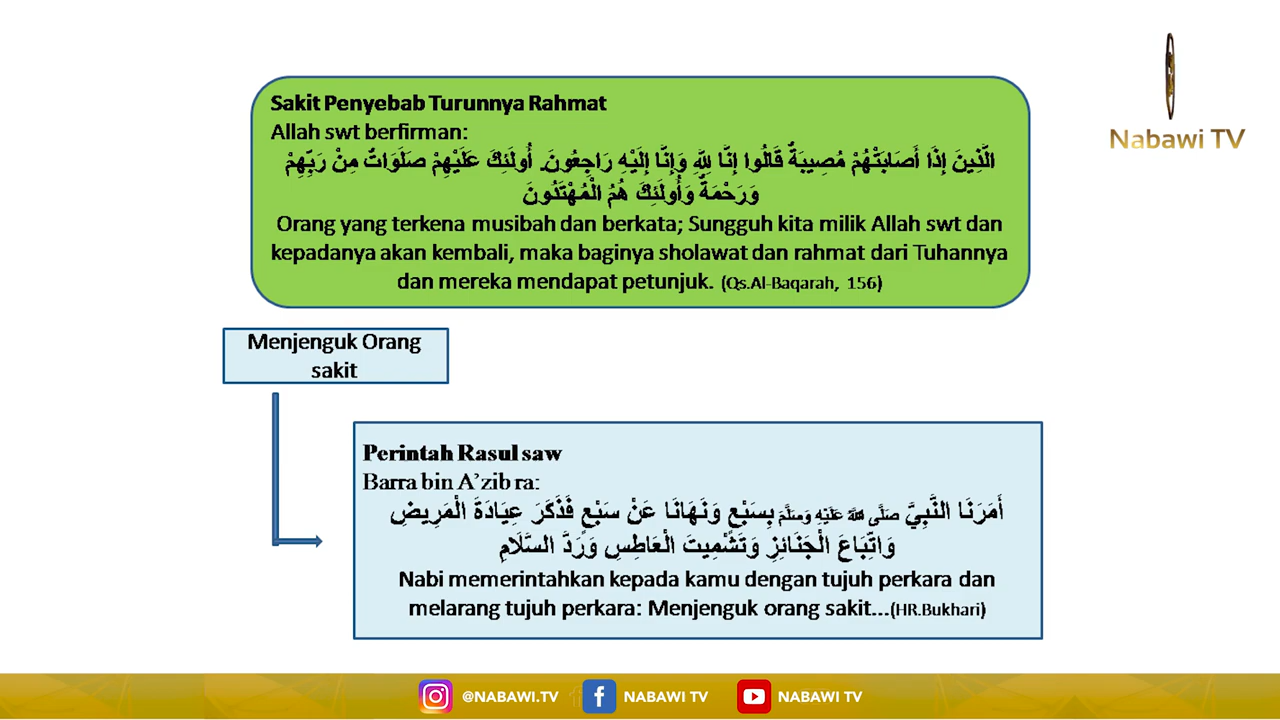 Nabawi TV
Sakit Penyebab Turunnya Rahmat
Allah swt berfirman:
الَّذِينَ إِذَا أَصَابَتْهُمْ مُصِيبَةٌ قَالُوا إِنَّا لِلَّهِ وَإِنَّا إِلَيْهِ رَاجِعُونَ. أُولَئِكَ عَلَيْهِمْ صَلَوَاتٌ مِنْ رَبِّهِمْ
وَرَحْمَةٌ وَأُولَئِكَ هُمُ الْمُهْتَدُونَ
Orang yang terkena musibah dan berkata; Sungguh kita milik Allah swt dan
kepadanya akan kembali, maka baginya sholawat dan rahmat dari Tuhannya
dan mereka mendapat petunjuk. (Qs.Al-Baqarah, 156)
Menjenguk Orang
sakit
Perintah Rasul saw
Barra bin A'zib ra:
أَمَرَنَا النَّبِيَّ صَلَّى اللَّهُ عَلَيْهِ وَسَلَّمَ بِسَبْعٍ وَنَهَانَا عَنْ سَبْعٍ فَذَكَرَ عِيَادَةَ الْمَرِيضِ
وَاتِّبَاعَ الْجَنَائِزِ وَتَشْمِيتَ الْعَاطِسِ وَرَدَّ السَّلَامِ
Nabi memerintahkan kepada kamu dengan tujuh perkara dan
melarang tujuh perkara: Menjenguk orang sakit...(HR.Bukhari)
@NABAWI.TV NABAWI TV NABAWI TV